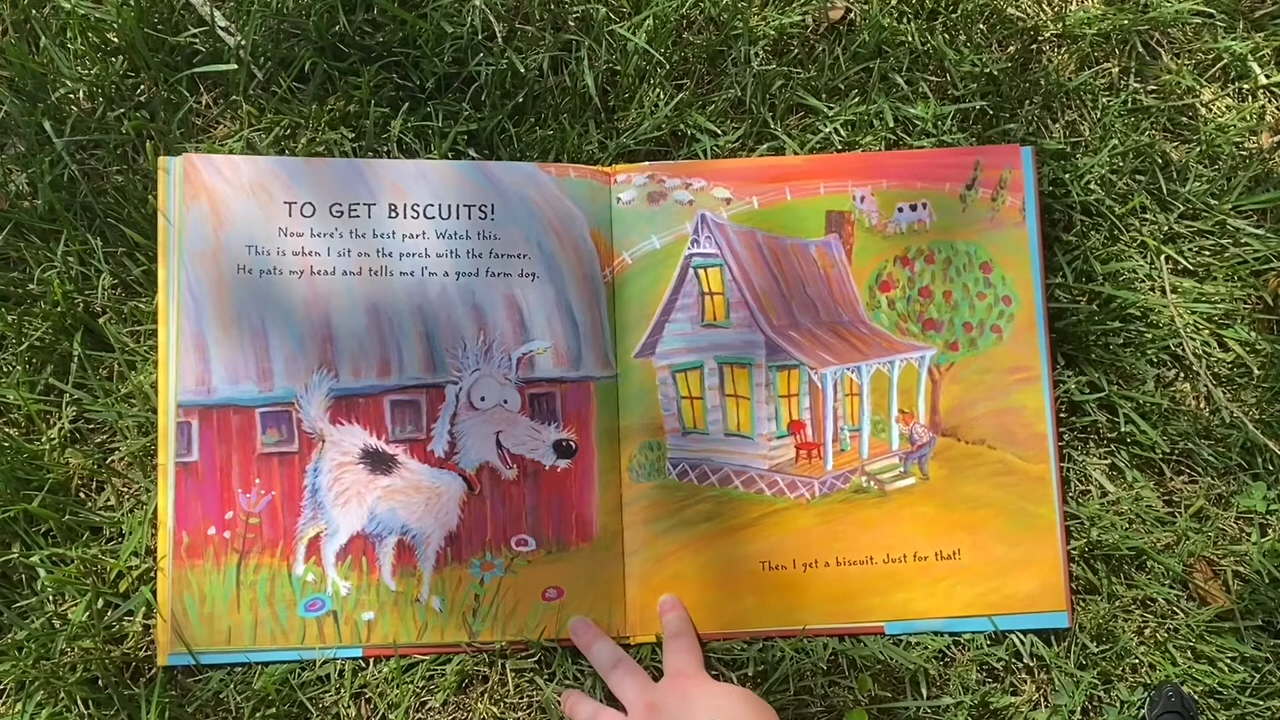 TO GET BISCUITS!
Now here's the best part. Watch this.
This is when I sit on the porch with the farmer.
He pats my head and tells me I'm a good farm dog.
Then I get a biscuit. Just for that!